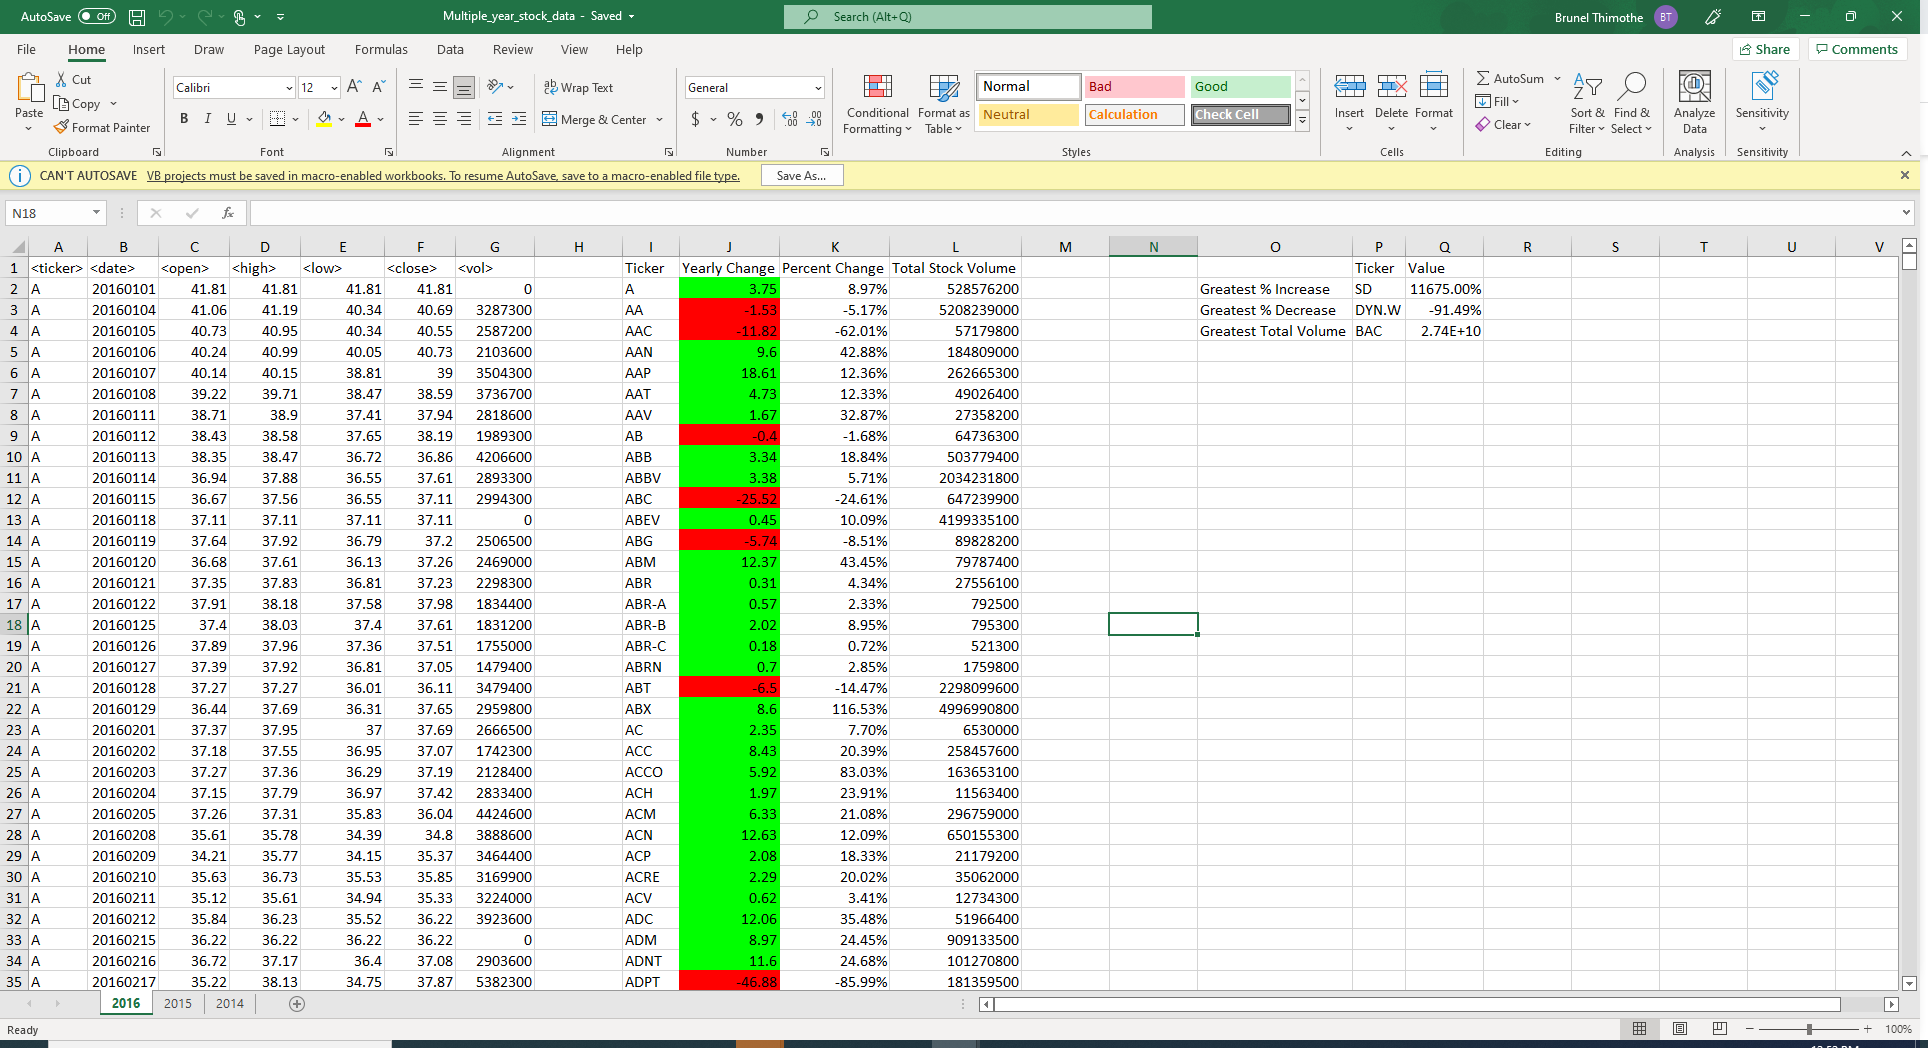 AutoSave Off Multiple_year_stock_data - Saved Search (Alt+Q) Brunel Thimothe BT
File Home Insert Draw Page Layout Formulas Data Review View Help Share Comments
Paste Cut Copy Format Painter Clipboard
Calibri 12 A A B I U A Font
ab Wrap Text Merge & Center Alignment
General $ % 9 Number
Conditional Formatting Format as Table Normal Bad Good Neutral Calculation Check Cell Styles
Insert Delete Format Cells
AutoSum Fill Clear Sort & Filter Find & Select Editing
Analyze Data Analysis
Sensitivity Sensitivity
CAN'T AUTOSAVE VB projects must be saved in macro-enabled workbooks. To resume AutoSave, save to a macro-enabled file type. Save As...
N18 fx
A B C D E F G H I J K L M N O P Q R S T U V
1 <ticker> <date> <open> <high> <low> <close> <vol> Ticker Yearly Change Percent Change Total Stock Volume Ticker Value
2 A 20160101 41.81 41.81 41.81 41.81 0 A 3.75 8.97% 528576200 Greatest % Increase SD 11675.00%
3 A 20160104 41.06 41.19 40.34 40.69 3287300 AA -1.53 -5.17% 5208239000 Greatest % Decrease DYN.W -91.49%
4 A 20160105 40.73 40.95 40.34 40.55 2587200 AAC -11.82 -62.01% 57179800 Greatest Total Volume BAC 2.74E+10
5 A 20160106 40.24 40.99 40.05 40.73 2103600 AAN 9.6 42.88% 184809000
6 A 20160107 40.14 40.15 38.81 39 3504300 AAP 18.61 12.36% 262665300
7 A 20160108 39.22 39.71 38.47 38.59 3736700 AAT 4.73 12.33% 49026400
8 A 20160111 38.71 38.9 37.41 37.94 2818600 AAV 1.67 32.87% 27358200
9 A 20160112 38.43 38.58 37.65 38.19 1989300 AB -0.4 -1.68% 64736300
10 A 20160113 38.35 38.47 36.72 36.86 4206600 ABB 3.34 18.84% 503779400
11 A 20160114 36.94 37.88 36.55 37.61 2893300 ABBV 3.38 5.71% 2034231800
12 A 20160115 36.67 37.56 36.55 37.11 2994300 ABC -25.52 -24.61% 647239900
13 A 20160118 37.11 37.11 37.11 37.11 0 ABEV 0.45 10.09% 4199335100
14 A 20160119 37.64 37.92 36.79 37.2 2506500 ABG -5.74 -8.51% 89828200
15 A 20160120 36.68 37.61 36.13 37.26 2469000 ABM 12.37 43.45% 79787400
16 A 20160121 37.35 37.83 36.81 37.23 2298300 ABR 0.31 4.34% 27556100
17 A 20160122 37.91 38.18 37.58 37.98 1834400 ABR-A 0.57 2.33% 792500
18 A 20160125 37.4 38.03 37.4 37.61 1831200 ABR-B 2.02 8.95% 795300
19 A 20160126 37.89 37.96 37.36 37.51 1755000 ABR-C 0.18 0.72% 521300
20 A 20160127 37.39 37.92 36.81 37.05 1479400 ABRN 0.7 2.85% 1759800
21 A 20160128 37.27 37.27 36.01 36.11 3479400 ABT -6.5 -14.47% 2298099600
22 A 20160129 36.44 37.69 36.31 37.65 2959800 ABX 8.6 116.53% 4996990800
23 A 20160201 37.37 37.95 37 37.69 2666500 AC 2.35 7.70% 6530000
24 A 20160202 37.18 37.55 36.95 37.07 1742300 ACC 8.43 20.39% 258457600
25 A 20160203 37.27 37.36 36.29 37.19 2128400 ACCO 5.92 83.03% 163653100
26 A 20160204 37.15 37.79 36.97 37.42 2833400 ACH 1.97 23.91% 11563400
27 A 20160205 37.26 37.31 35.83 36.04 4424600 ACM 6.33 21.08% 296759000
28 A 20160208 35.61 35.78 34.39 34.8 3888600 ACN 12.63 12.09% 650155300
29 A 20160209 34.21 35.77 34.15 35.37 3464400 ACP 2.08 18.33% 21179200
30 A 20160210 35.63 36.73 35.53 35.85 3169900 ACRE 2.29 20.02% 35062000
31 A 20160211 35.12 35.61 34.94 35.33 3224000 ACV 0.62 3.41% 12734300
32 A 20160212 35.84 36.23 35.52 36.22 3923600 ADC 12.06 35.48% 51966400
33 A 20160215 36.22 36.22 36.22 36.22 0 ADM 8.97 24.45% 909133500
34 A 20160216 36.72 37.17 36.4 37.08 2903600 ADNT 11.6 24.68% 101270800
35 A 20160217 35.22 38.13 34.75 37.87 5382300 ADPT -46.88 -85.99% 181359500
2016 2015 2014
Ready 100%